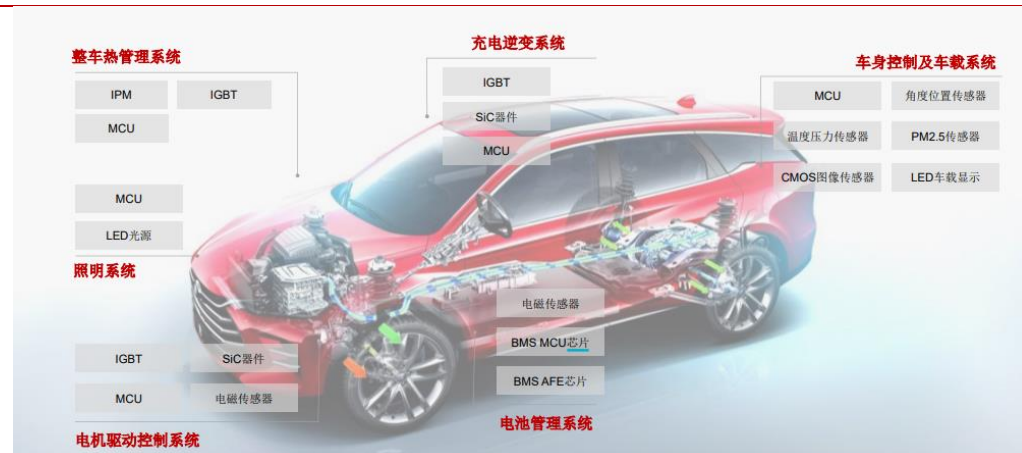 整车热管理系统
IPM
IGBT
MCU
充电逆变系统
IGBT
SiC器件
MCU
车身控制及车载系统
MCU
角度位置传感器
温度压力传感器
PM2.5传感器
CMOS图像传感器
LED车载显示
MCU
LED光源
照明系统
IGBT
SiC器件
MCU
电磁传感器
电机驱动控制系统
电磁传感器
BMS MCU芯片
BMS AFE芯片
电池管理系统